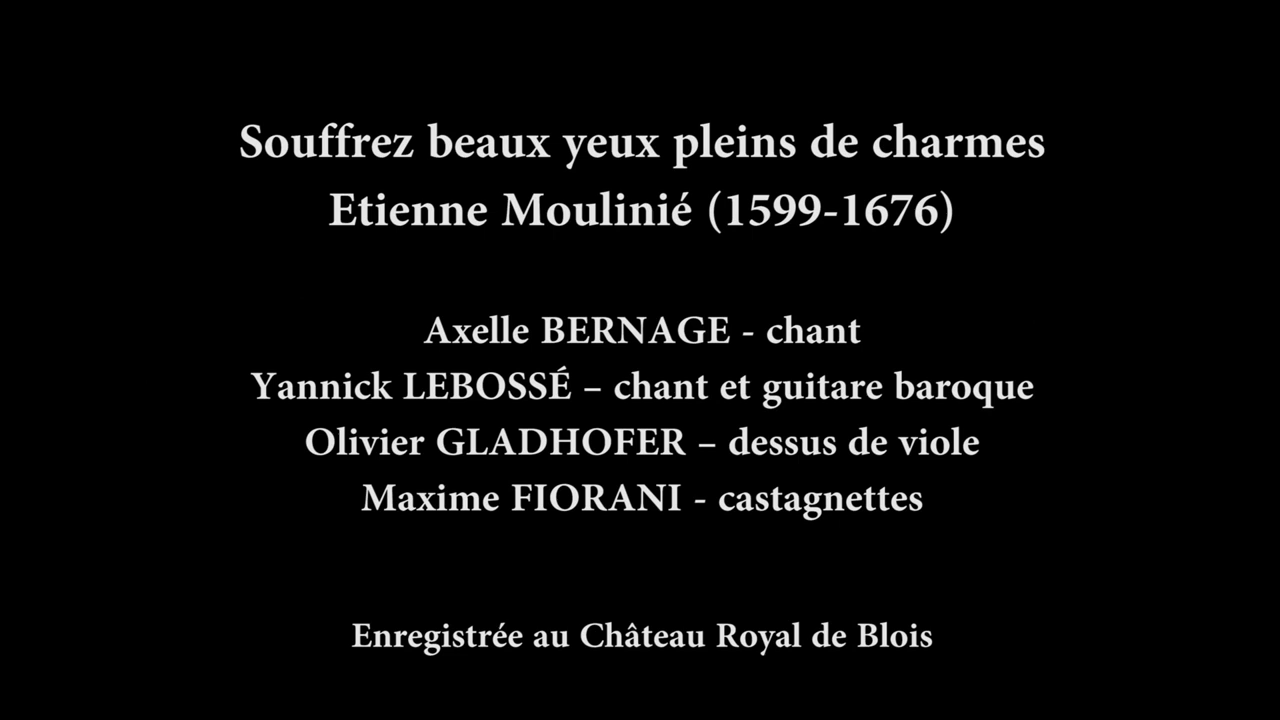 Souffrez beaux yeux pleins de charmes
Etienne Moulinié (1599-1676)
Axelle BERNAGE - chant
Yannick LEBOSSÉ – chant et guitare baroque
Olivier GLADHOFER – dessus de viole
Maxime FIORANI - castagnettes
Enregistrée au Château Royal de Blois